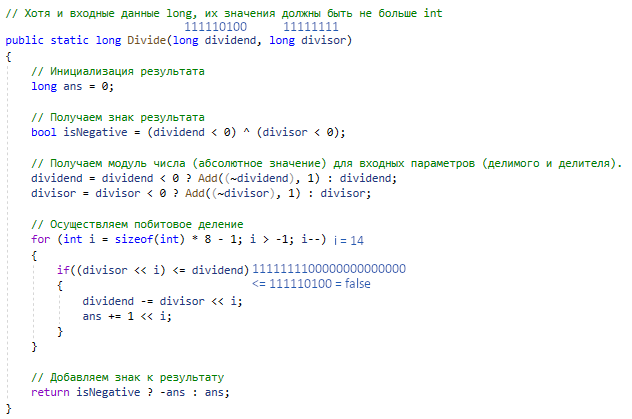 // Хотя и входные данные long, их значения должны быть не больше int
111110100 11111111
public static long Divide(long dividend, long divisor)
{
// Инициализация результата
long ans = 0;
// Получаем знак результата
bool isNegative = (dividend < 0) ^ (divisor < 0);
// Получаем модуль числа (абсолютное значение) для входных параметров (делимого и делителя).
dividend = dividend < 0 ? Add((~dividend), 1) : dividend;
divisor = divisor < 0 ? Add((~divisor), 1) : divisor;
// Осуществляем побитовое деление
for (int i = sizeof(int) * 8 - 1; i > -1; i--) i = 14
{
if((divisor << i) <= dividend) 1111111100000000000000
{ <= 111110100 = false
dividend -= divisor << i;
ans += 1 << i;
}
}
// Добавляем знак к результату
return isNegative ? -ans : ans;
}